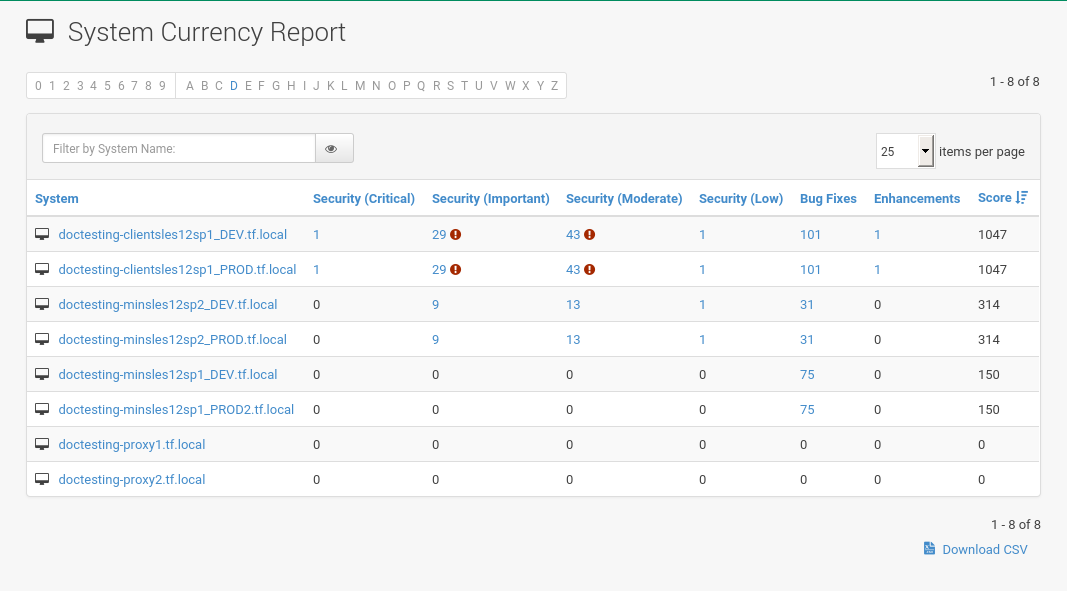 System Currency Report
0 1 2 3 4 5 6 7 8 9 A B C D E F G H I J K L M N O P Q R S T U V W X Y Z 1 - 8 of 8
Filter by System Name: 25 items per page
System Security (Critical) Security (Important) Security (Moderate) Security (Low) Bug Fixes Enhancements Score
doctesting-clientsles12sp1_DEV.tf.local 1 29 43 1 101 1 1047
doctesting-clientsles12sp1_PROD.tf.local 1 29 43 1 101 1 1047
doctesting-minsles12sp2_DEV.tf.local 0 9 13 1 31 0 314
doctesting-minsles12sp2_PROD.tf.local 0 9 13 1 31 0 314
doctesting-minsles12sp1_DEV.tf.local 0 0 0 0 75 0 150
doctesting-minsles12sp1_PROD2.tf.local 0 0 0 0 75 0 150
doctesting-proxy1.tf.local 0 0 0 0 0 0 0
doctesting-proxy2.tf.local 0 0 0 0 0 0 0
1 - 8 of 8
Download CSV